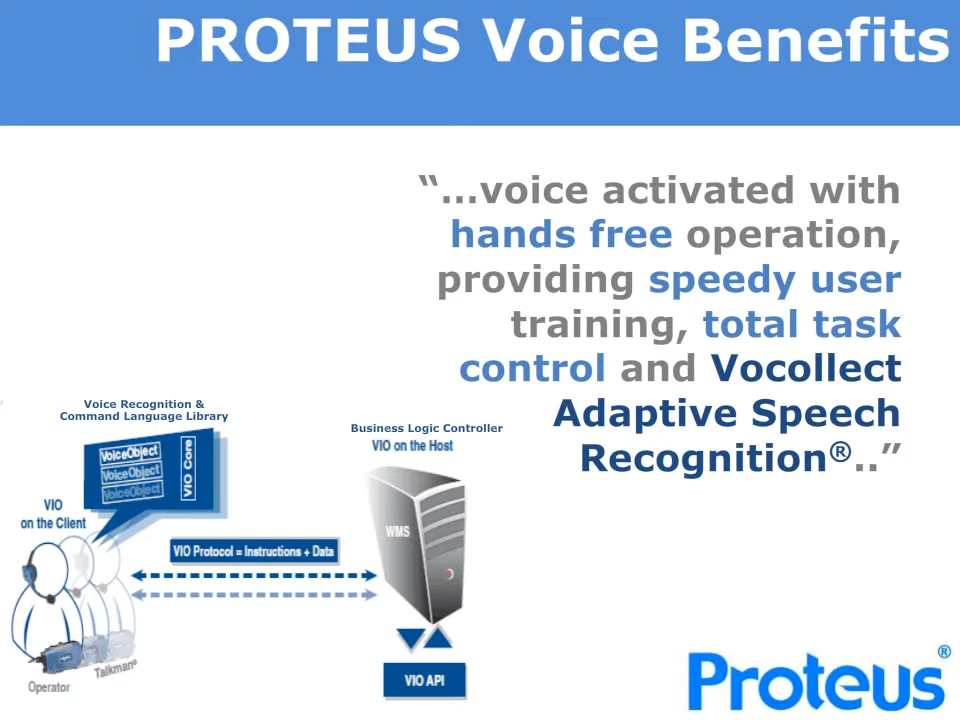 PROTEUS Voice Benefits
“…voice activated with
hands free operation,
providing speedy user
training, total task
control and Vocollect
Adaptive Speech
Recognition®..”
Voice Recognition &
Command Language Library
VoiceObject
VoiceObject
VoiceObject
VIO Core
VIO
on the Client
Business Logic Controller
VIO on the Host
WMS
VIO Protocol = Instructions + Data
Talkman®
Operator
VIO API
Proteus®